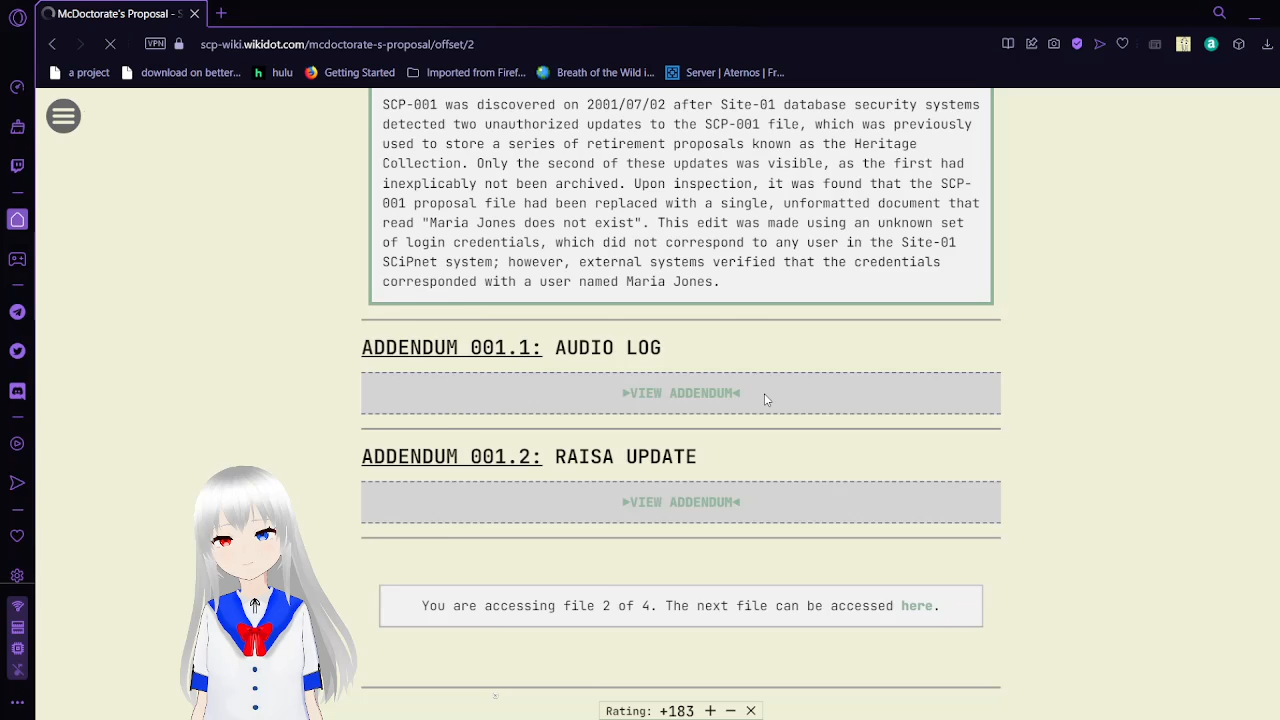 McDoctorate's Proposal - S
VPN
scp-wiki.wikidot.com/mcdoctorate-s-proposal/offset/2
a project
download on better...
hulu
Getting Started
Imported from Firef...
Breath of the Wild i...
Server | Aternos | Fr...
SCP-001 was discovered on 2001/07/02 after Site-01 database security systems
detected two unauthorized updates to the SCP-001 file, which was previously
used to store a series of retirement proposals known as the Heritage
Collection. Only the second of these updates was visible, as the first had
inexplicably not been archived. Upon inspection, it was found that the SCP-
001 proposal file had been replaced with a single, unformatted document that
read "Maria Jones does not exist". This edit was made using an unknown set
of login credentials, which did not correspond to any user in the Site-01
SCiPnet system; however, external systems verified that the credentials
corresponded with a user named Maria Jones.
ADDENDUM 001.1: AUDIO LOG
▶VIEW ADDENDUM◀
ADDENDUM 001.2: RAISA UPDATE
▶VIEW ADDENDUM◀
You are accessing file 2 of 4. The next file can be accessed here.
Rating: +183 + − ×